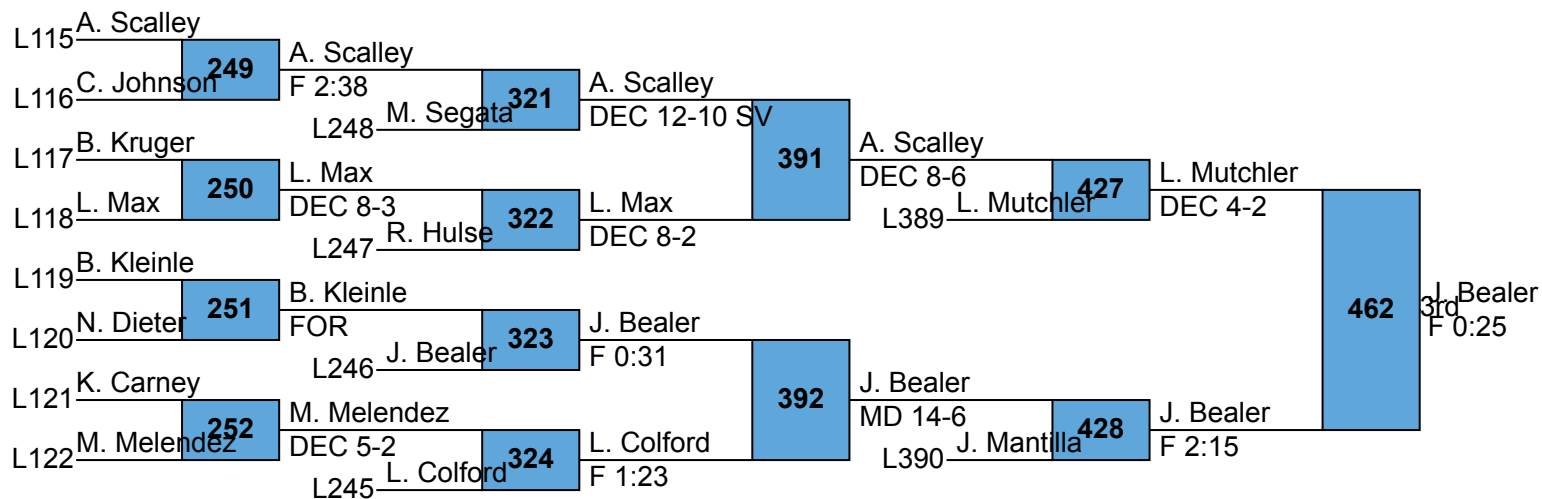 L115 A. Scalley
249
L116 C. Johnson
A. Scalley
F 2:38
321
L248 M. Segata
A. Scalley
DEC 12-10 SV
L117 B. Kruger
250
L118 L. Max
L. Max
DEC 8-3
322
L247 R. Hulse
L. Max
DEC 8-2
391
A. Scalley
DEC 8-6
427
L389 L. Mutchler
L. Mutchler
DEC 4-2
L119 B. Kleinle
251
L120 N. Dieter
B. Kleinle
FOR
323
L246 J. Bealer
J. Bealer
F 0:31
L121 K. Carney
252
L122 M. Melendez
M. Melendez
DEC 5-2
324
L245 L. Colford
L. Colford
F 1:23
392
J. Bealer
MD 14-6
428
L390 J. Mantilla
J. Bealer
F 2:15
462
3rd
J. Bealer
F 0:25